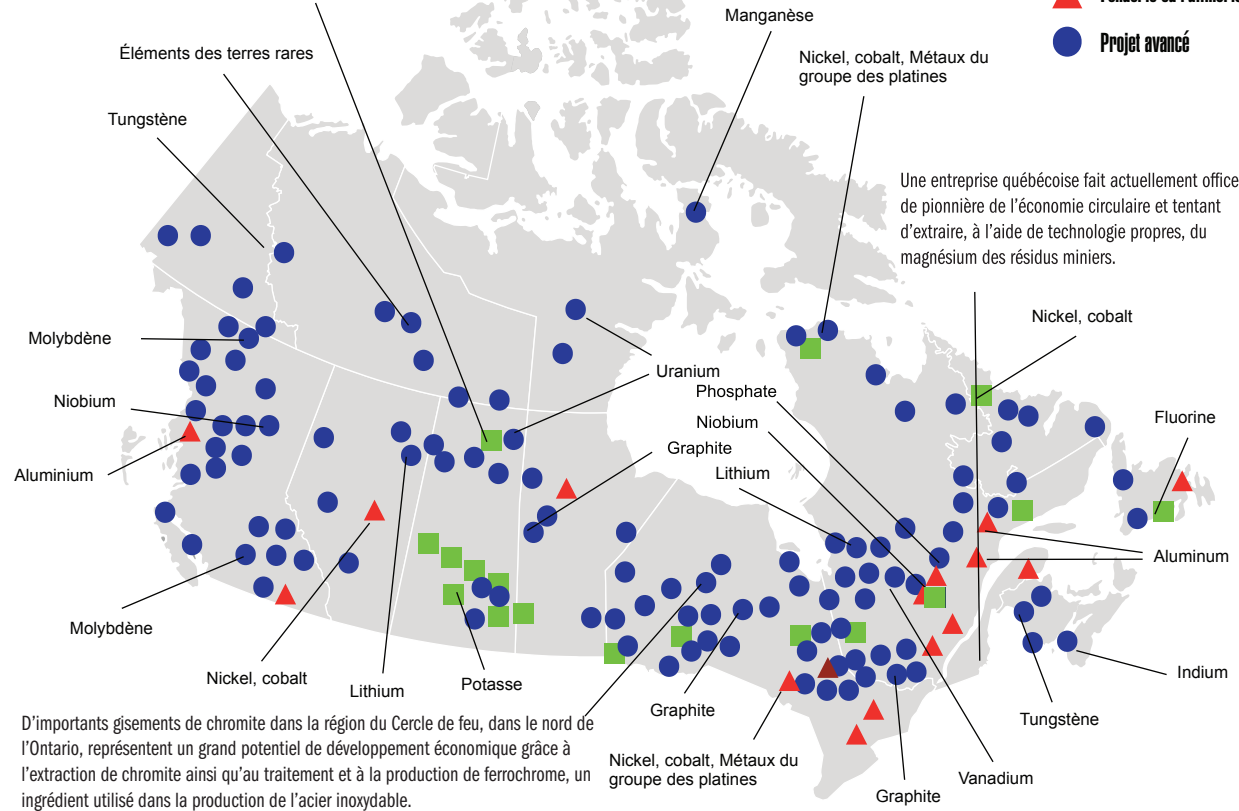 Manganèse
Projet avancé
Éléments des terres rares
Nickel, cobalt, Métaux du
groupe des platines
Tungstène
Une entreprise québécoise fait actuellement office
de pionnière de l'économie circulaire et tentant
d'extraire, à l'aide de technologie propres, du
magnésium des résidus miniers.
Nickel, cobalt
Molybdène
Uranium
Phosphate
Niobium
Niobium
Fluorine
Graphite
Aluminium
Lithium
Aluminum
Molybdène
Nickel, cobalt
Lithium
Potasse
Indium
Graphite
Tungstène
D'importants gisements de chromite dans la région du Cercle de feu, dans le nord de
l'Ontario, représentent un grand potentiel de développement économique grâce à
l'extraction de chromite ainsi qu'au traitement et à la production de ferrochrome, un
ingrédient utilisé dans la production de l'acier inoxydable.
Nickel, cobalt, Métaux du
groupe des platines
Vanadium
Graphite